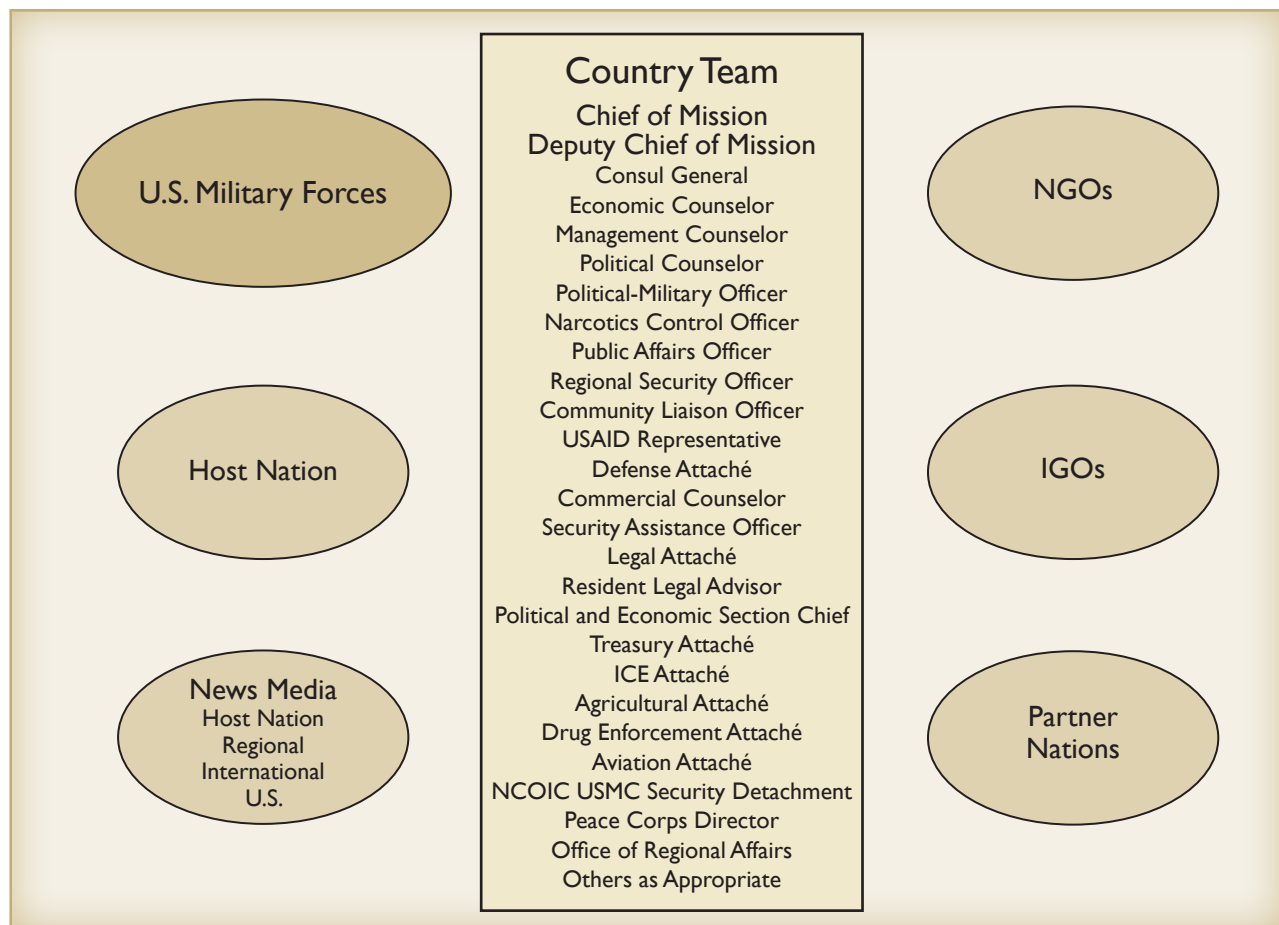 U.S. Military Forces
Host Nation
News Media
Host Nation
Regional
International
U.S.
Country Team
Chief of Mission
Deputy Chief of Mission
Consul General
Economic Counselor
Management Counselor
Political Counselor
Political-Military Officer
Narcotics Control Officer
Public Affairs Officer
Regional Security Officer
Community Liaison Officer
USAID Representative
Defense Attaché
Commercial Counselor
Security Assistance Officer
Legal Attaché
Resident Legal Advisor
Political and Economic Section Chief
Treasury Attaché
ICE Attaché
Agricultural Attaché
Drug Enforcement Attaché
Aviation Attaché
NCOIC USMC Security Detachment
Peace Corps Director
Office of Regional Affairs
Others as Appropriate
NGOs
IGOs
Partner
Nations